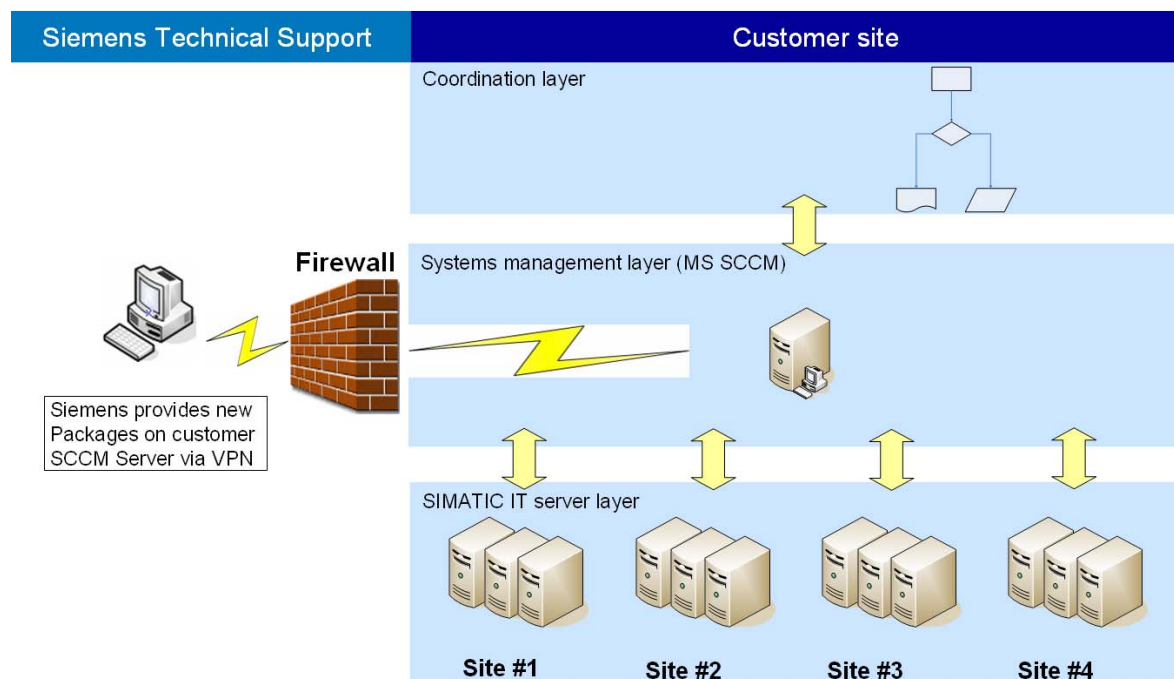 Siemens Technical Support
Customer site
Coordination layer
Firewall
Systems management layer (MS SCCM)
Siemens provides new
Packages on customer
SCCM Server via VPN
SIMATIC IT server layer
Site #1
Site #2
Site #3
Site #4